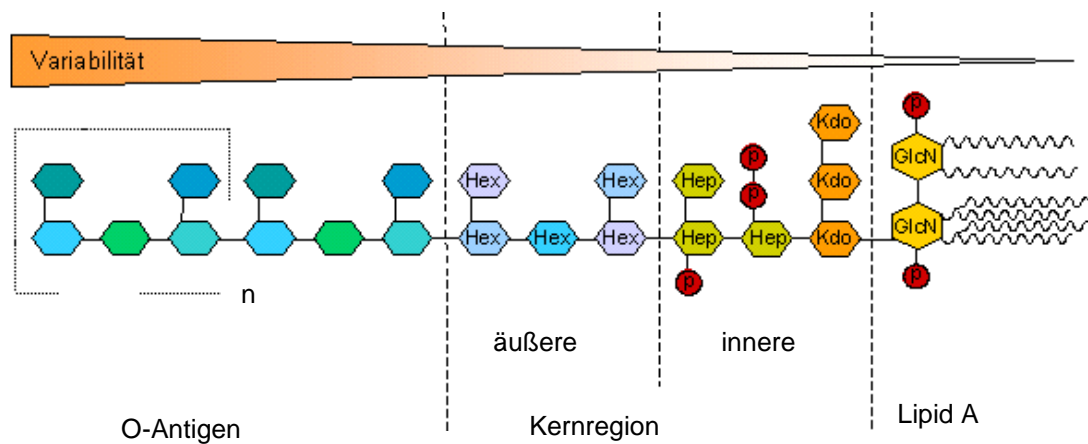 Variabilität
P
Kdo
GlcN
Hex Hex Hep P Kdo
P
Hex Hex Hex Hep Hep Kdo GlcN
P P
n
äußere innere
O-Antigen Kernregion Lipid A